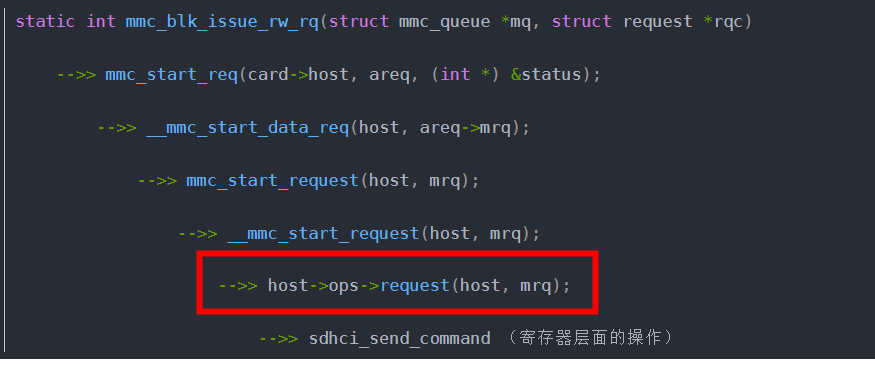 static int mmc_blk_issue_rw_rq(struct mmc_queue *mq, struct request *rqc)
-->> mmc_start_req(card->host, areq, (int *) &status);
-->> __mmc_start_data_req(host, areq->mrq);
-->> mmc_start_request(host, mrq);
-->> __mmc_start_request(host, mrq);
-->> host->ops->request(host, mrq);
-->> sdhci_send_command （寄存器层面的操作）